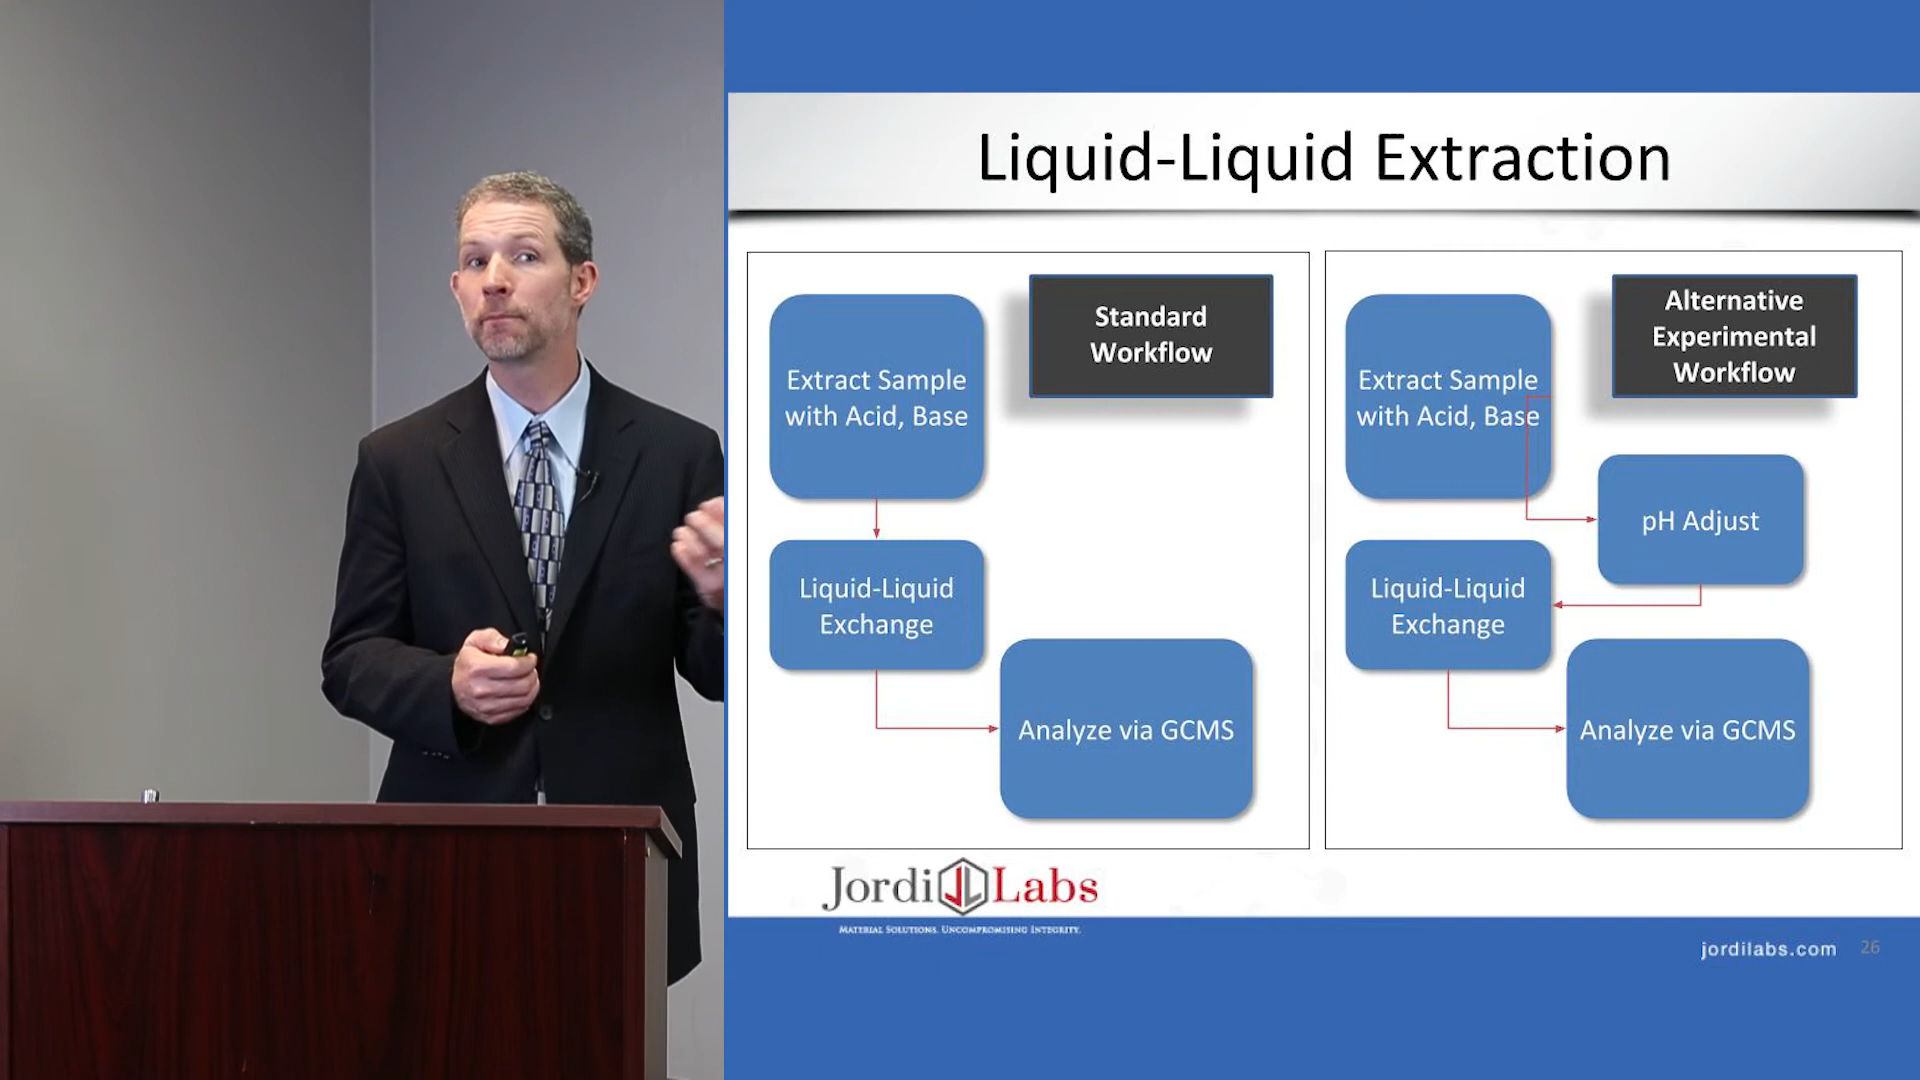 Liquid-Liquid Extraction
Standard
Workflow
Extract Sample
with Acid, Base
Liquid-Liquid
Exchange
Analyze via GCMS
Alternative
Experimental
Workflow
Extract Sample
with Acid, Base
pH Adjust
Liquid-Liquid
Exchange
Analyze via GCMS
Jordi JL Labs
Material Solutions. Uncompromising Integrity.
jordilabs.com 26